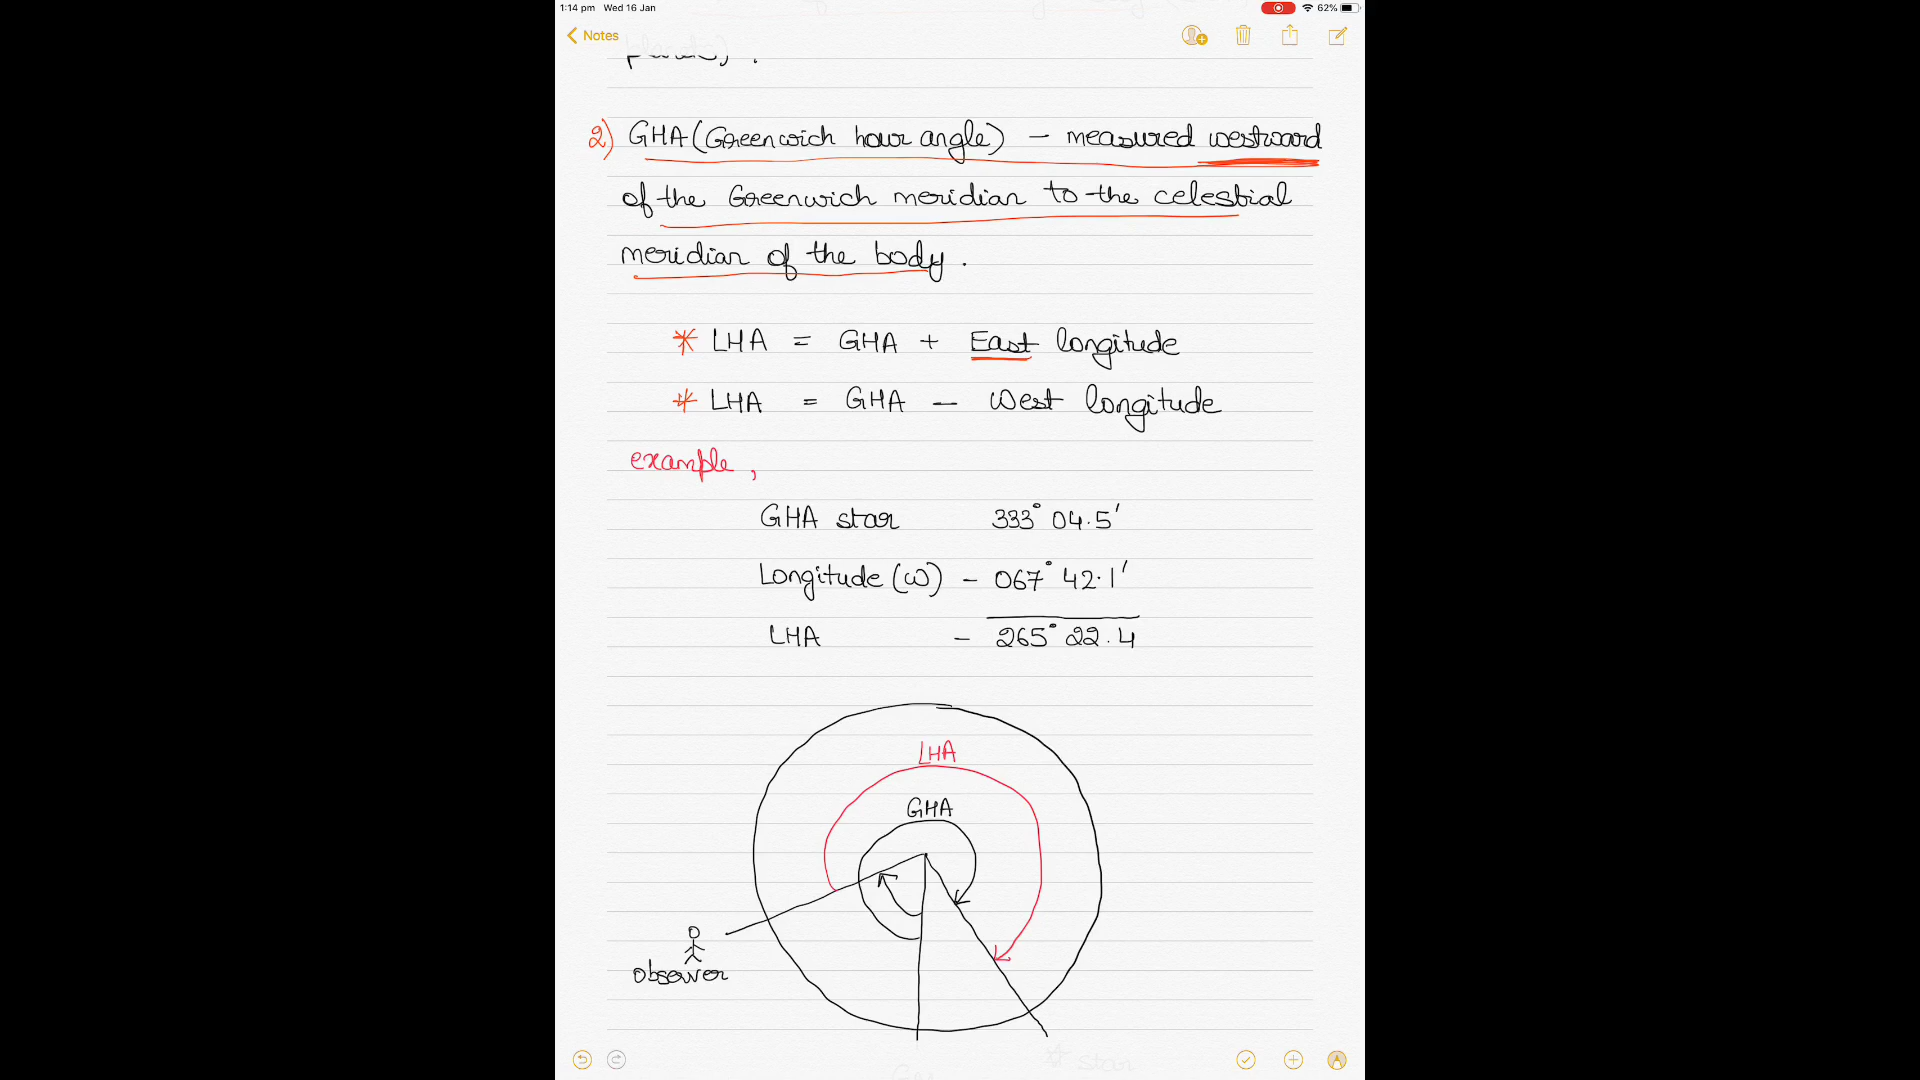 1:14 pm Wed 16 Jan 62%
Notes
planet) .
2) GHA (Greenwich hour angle) - measured westward
of the Greenwich meridian to the celestial
meridian of the body .
* LHA = GHA + East longitude
* LHA = GHA - West longitude
example ,
GHA star 333° 04.5'
Longitude (W) - 067° 42.1'
LHA - 265° 22.4
LHA
GHA
observer
star